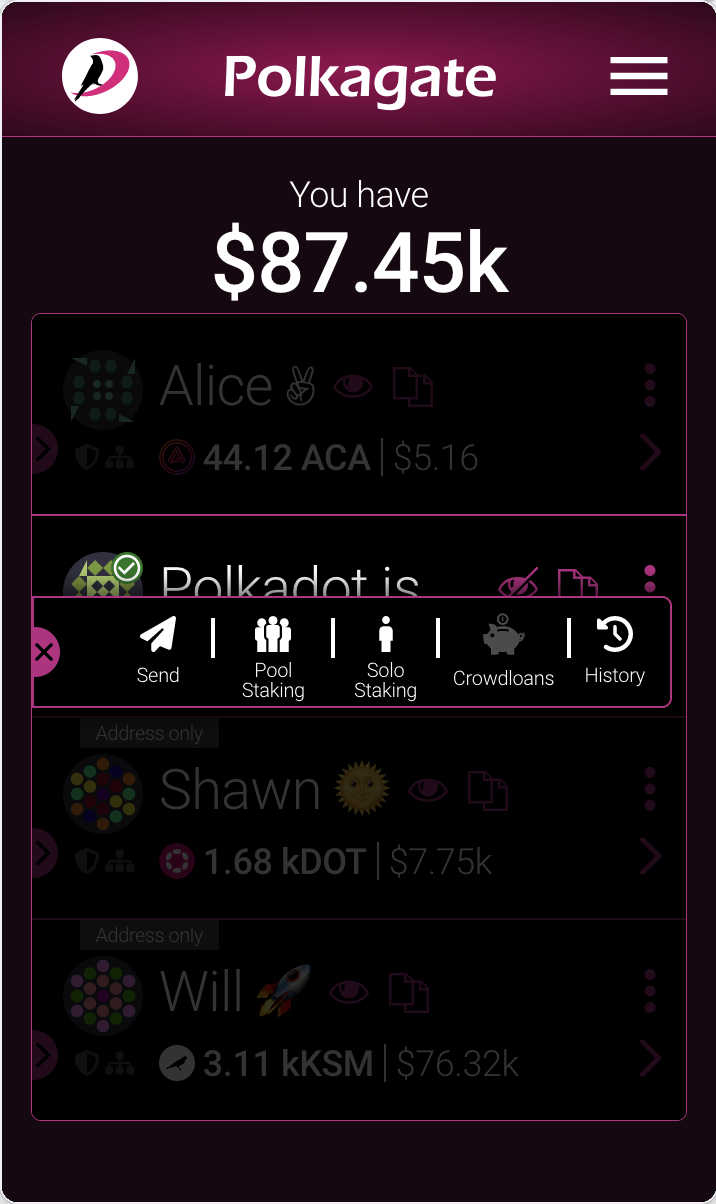 Polkagate
You have
$87.45k
Alice ✌
44.12 ACA | $5.16
Polkadot is
Send
Pool
Staking
Solo
Staking
Crowdloans
History
Address only
Shawn 🌞
1.68 kDOT | $7.75k
Address only
Will 🚀
3.11 kKSM | $76.32k